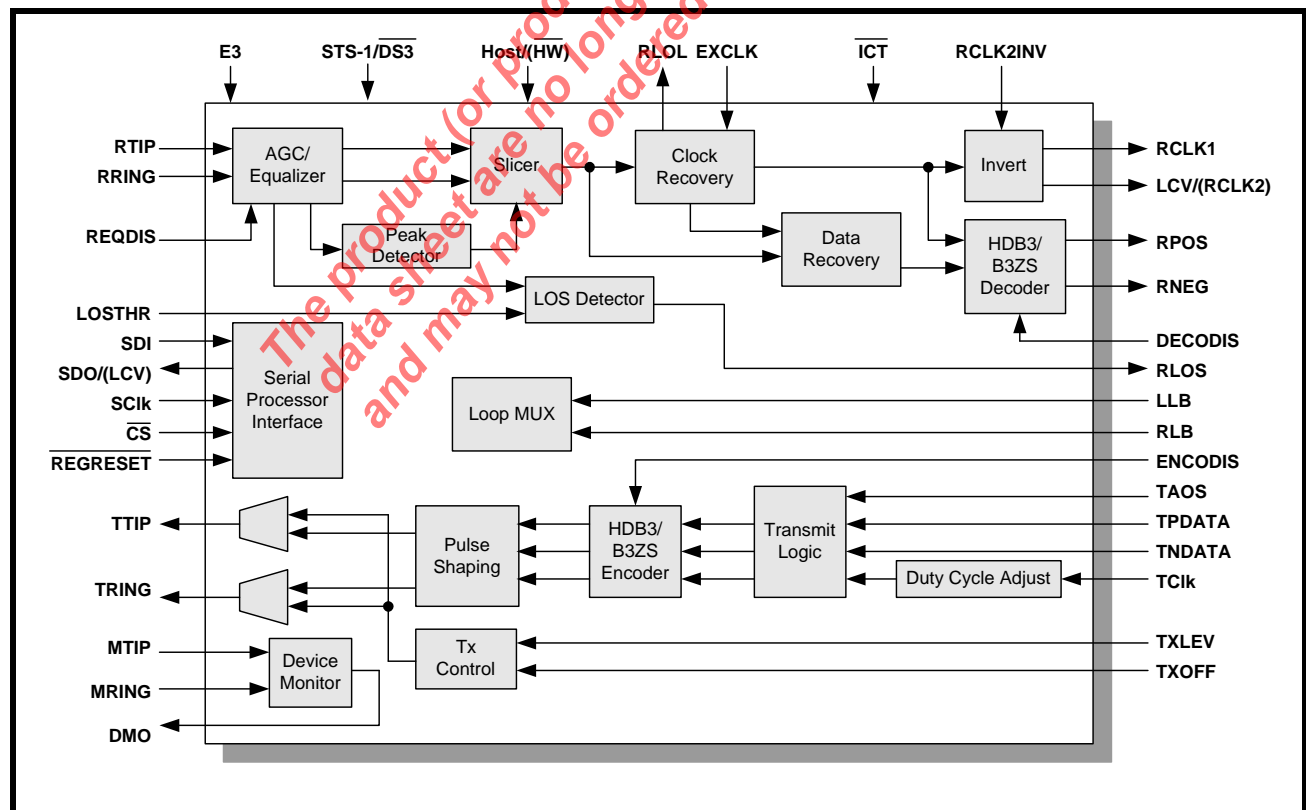 E3
STS-1/DS3
Host/(HW)
RLOL
EXCLK
ICT
RCLK2INV
RTIP
RRING
REQDIS
LOSTHR
SDI
SDO/(LCV)
SClk
CS
REGRESET
TTIP
TRING
MTIP
MRING
DMO
AGC/
Equalizer
Peak
Detector
Slicer
Clock
Recovery
Data
Recovery
Invert
HDB3/
B3ZS
Decoder
LOS Detector
Serial
Processor
Interface
Loop MUX
Pulse
Shaping
HDB3/
B3ZS
Encoder
Transmit
Logic
Duty Cycle Adjust
Tx
Control
Device
Monitor
RCLK1
LCV/(RCLK2)
RPOS
RNEG
DECODIS
RLOS
LLB
RLB
ENCODIS
TAOS
TPDATA
TNDATA
TClk
TXLEV
TXOFF
The product (or prod
data sheet are no long
and may not be ordered